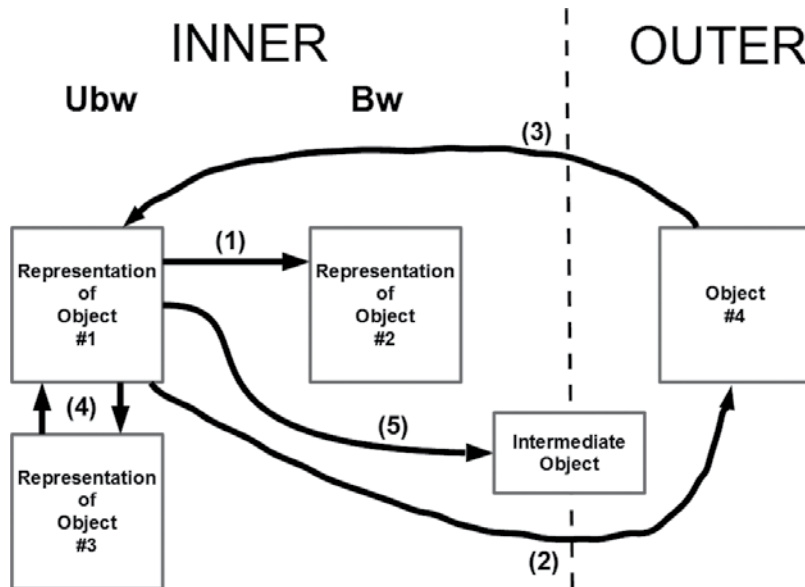 INNER
OUTER
Ubw
Bw
(3)
(1)
Representation
of
Object
#1
Representation
of
Object
#2
Object
#4
(4)
(5)
Intermediate
Object
Representation
of
Object
#3
(2)